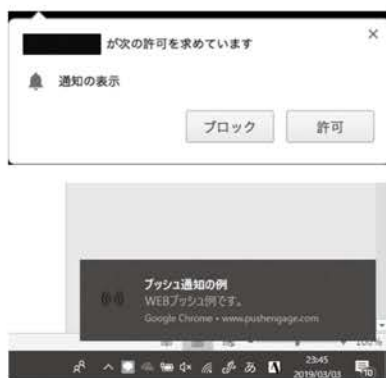 が次の許可を求めています
×
通知の表示
ブロック
許可
プッシュ通知の例
WEBプッシュ例です。
Google Chrome • www.pushengage.com
100%
あ
23:45
2019/03/03